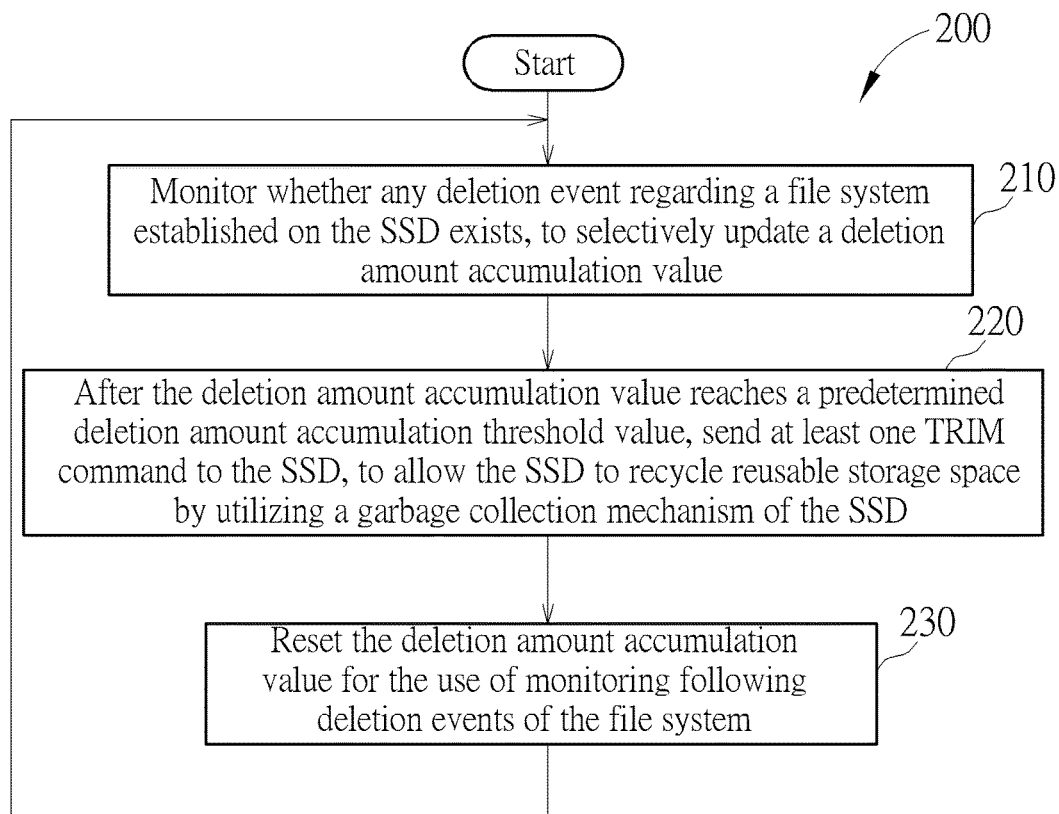 200
Start
Monitor whether any deletion event regarding a file system
established on the SSD exists, to selectively update a deletion
amount accumulation value
210
220
After the deletion amount accumulation value reaches a predetermined
deletion amount accumulation threshold value, send at least one TRIM
command to the SSD, to allow the SSD to recycle reusable storage space
by utilizing a garbage collection mechanism of the SSD
230
Reset the deletion amount accumulation
value for the use of monitoring following
deletion events of the file system